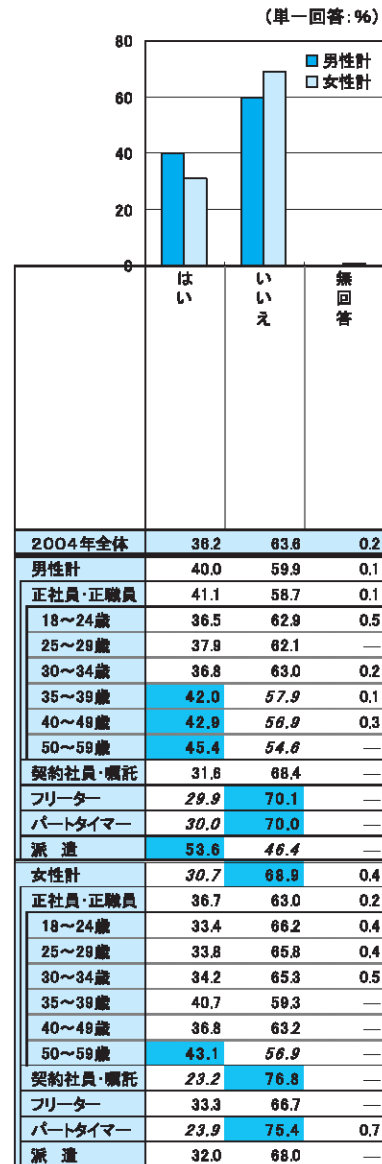 (単一回答:%)
80
60
40
20
0
男性計
女性計
はい
いいえ
無回答
2004年全体 36.2 63.6 0.2
男性計 40.0 59.9 0.1
正社員・正職員 41.1 58.7 0.1
18～24歳 36.5 62.9 0.5
25～29歳 37.9 62.1 —
30～34歳 36.8 63.0 0.2
35～39歳 42.0 57.9 0.1
40～49歳 42.9 56.9 0.3
50～59歳 45.4 54.6 —
契約社員・嘱託 31.6 68.4 —
フリーター 29.9 70.1 —
パートタイマー 30.0 70.0 —
派 遣 53.6 46.4 —
女性計 30.7 68.9 0.4
正社員・正職員 36.7 63.0 0.2
18～24歳 33.4 66.2 0.4
25～29歳 33.8 65.8 0.4
30～34歳 34.2 65.3 0.5
35～39歳 40.7 59.3 —
40～49歳 36.8 63.2 —
50～59歳 43.1 56.9 —
契約社員・嘱託 23.2 76.8 —
フリーター 33.3 66.7 —
パートタイマー 23.9 75.4 0.7
派 遣 32.0 68.0 —